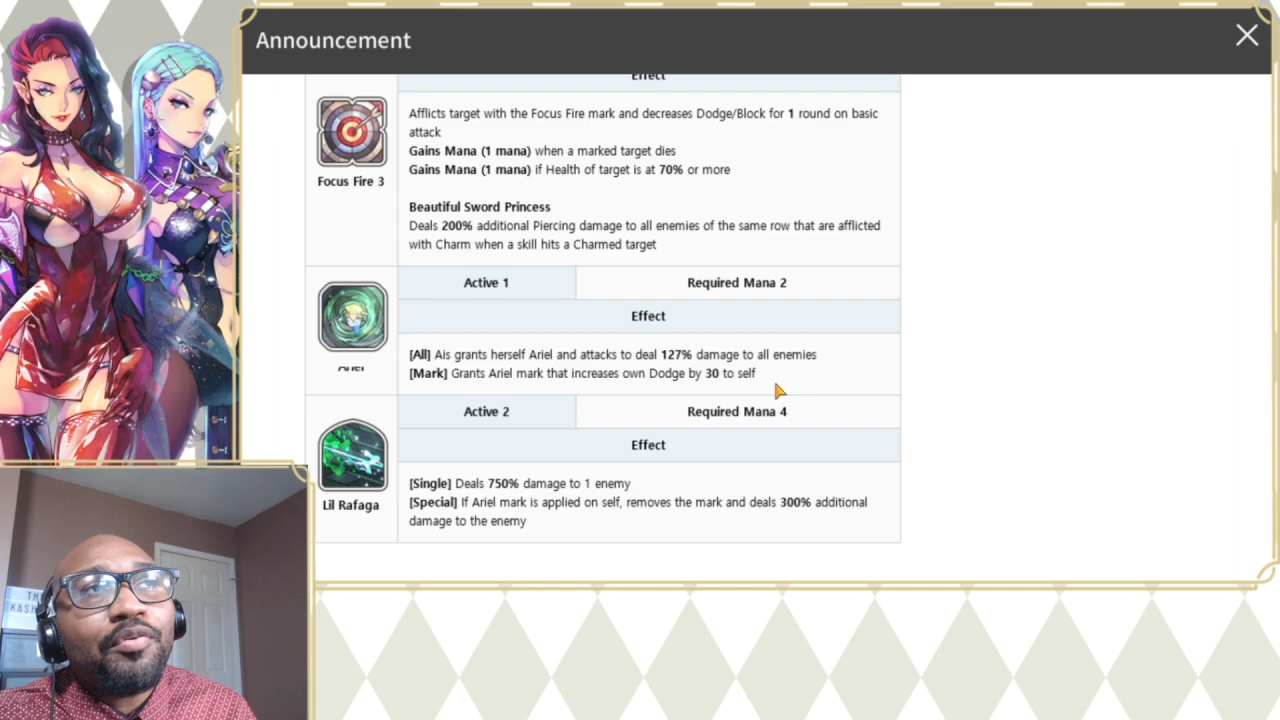 Announcement
Effect
Afflicts target with the Focus Fire mark and decreases Dodge/Block for 1 round on basic
attack
Gains Mana (1 mana) when a marked target dies
Gains Mana (1 mana) if Health of target is at 70% or more
Focus Fire 3
Beautiful Sword Princess
Deals 200% additional Piercing damage to all enemies of the same row that are afflicted
with Charm when a skill hits a Charmed target
Active 1 Required Mana 2
Effect
[All] Ais grants herself Ariel and attacks to deal 127% damage to all enemies
[Mark] Grants Ariel mark that increases own Dodge by 30 to self
Ariel
Active 2 Required Mana 4
Effect
[Single] Deals 750% damage to 1 enemy
[Special] If Ariel mark is applied on self, removes the mark and deals 300% additional
damage to the enemy
Lil Rafaga
TH
KASH